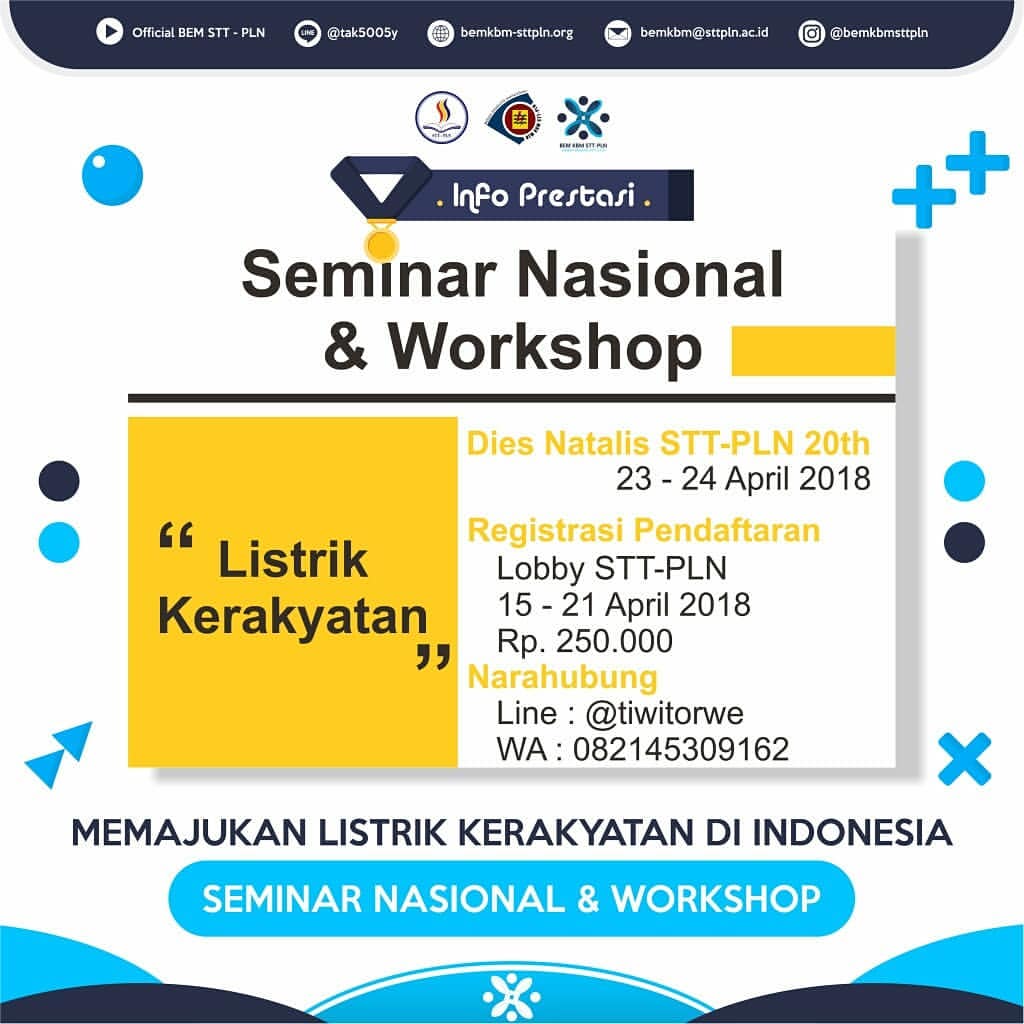 Official BEM STT - PLN
LINE
@tak5005y
bemkbm-sttpln.org
bemkbm@sttpln.ac.id
@bemkbmsttpln
STT - PLN
BEM KBM STT-PLN
. Info Prestasi .
Seminar Nasional
& Workshop
Dies Natalis STT-PLN 20th
23 - 24 April 2018
“ Listrik
Kerakyatan ”
Registrasi Pendaftaran
Lobby STT-PLN
15 - 21 April 2018
Rp. 250.000
Narahubung
Line : @tiwitorwe
WA : 082145309162
MEMAJUKAN LISTRIK KERAKYATAN DI INDONESIA
SEMINAR NASIONAL & WORKSHOP